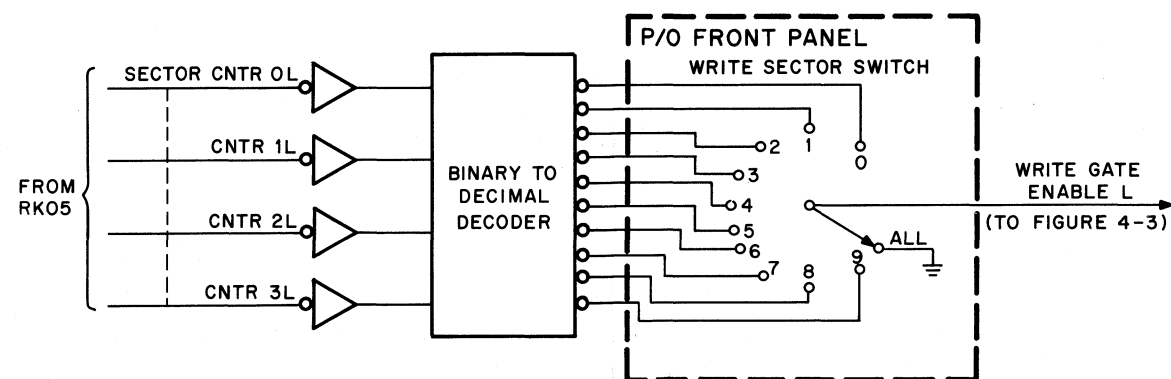 P/O FRONT PANEL
WRITE SECTOR SWITCH
SECTOR CNTR 0L
CNTR 1L
CNTR 2L
CNTR 3L
FROM
RK05
BINARY TO
DECIMAL
DECODER
0
1
2
3
4
5
6
7
8
9
ALL
WRITE GATE
ENABLE L
(TO FIGURE 4-3)